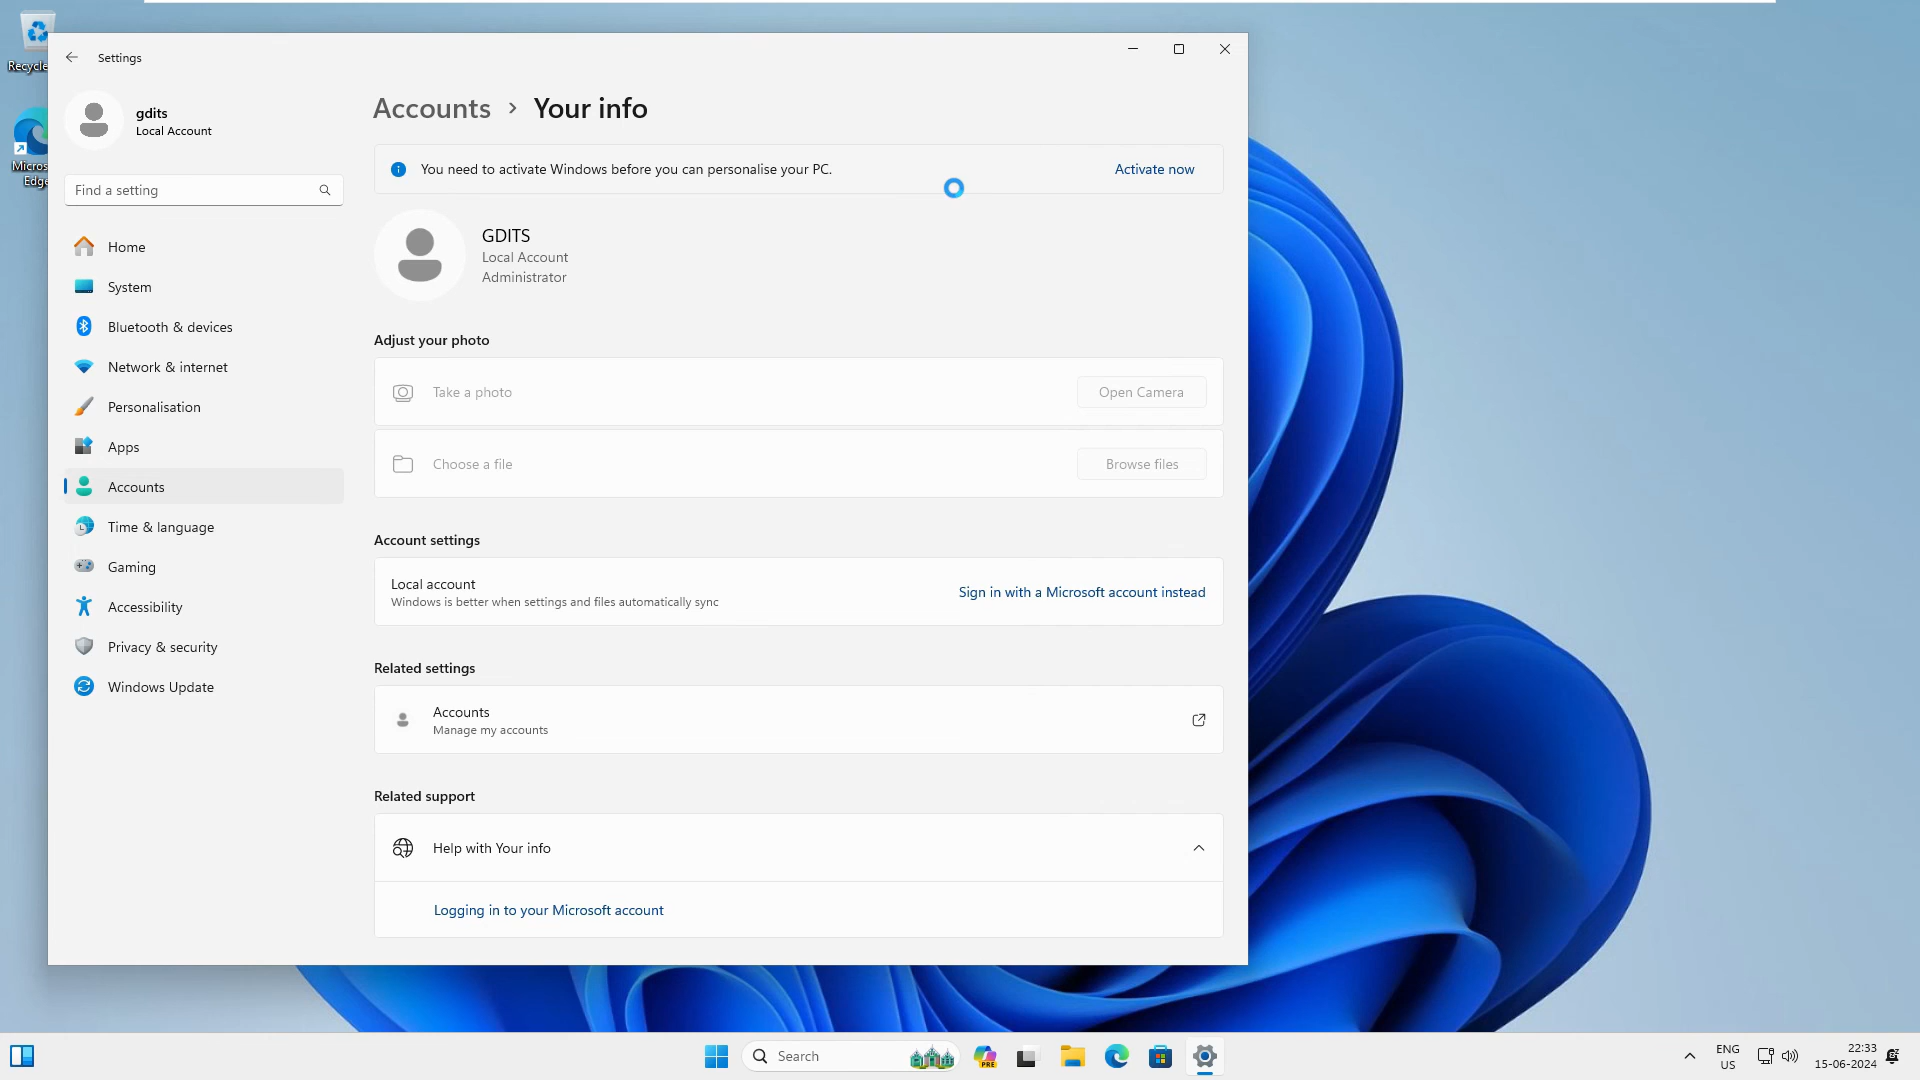 Recycle
Micros
Edge
Settings
gdits
Local Account
Find a setting
Home
System
Bluetooth & devices
Network & internet
Personalisation
Apps
Accounts
Time & language
Gaming
Accessibility
Privacy & security
Windows Update
Accounts > Your info
You need to activate Windows before you can personalise your PC.
Activate now
GDITS
Local Account
Administrator
Adjust your photo
Take a photo
Open Camera
Choose a file
Browse files
Account settings
Local account
Windows is better when settings and files automatically sync
Sign in with a Microsoft account instead
Related settings
Accounts
Manage my accounts
Related support
Help with Your info
Logging in to your Microsoft account
Search
PRE
ENG
US
22:33
15-06-2024